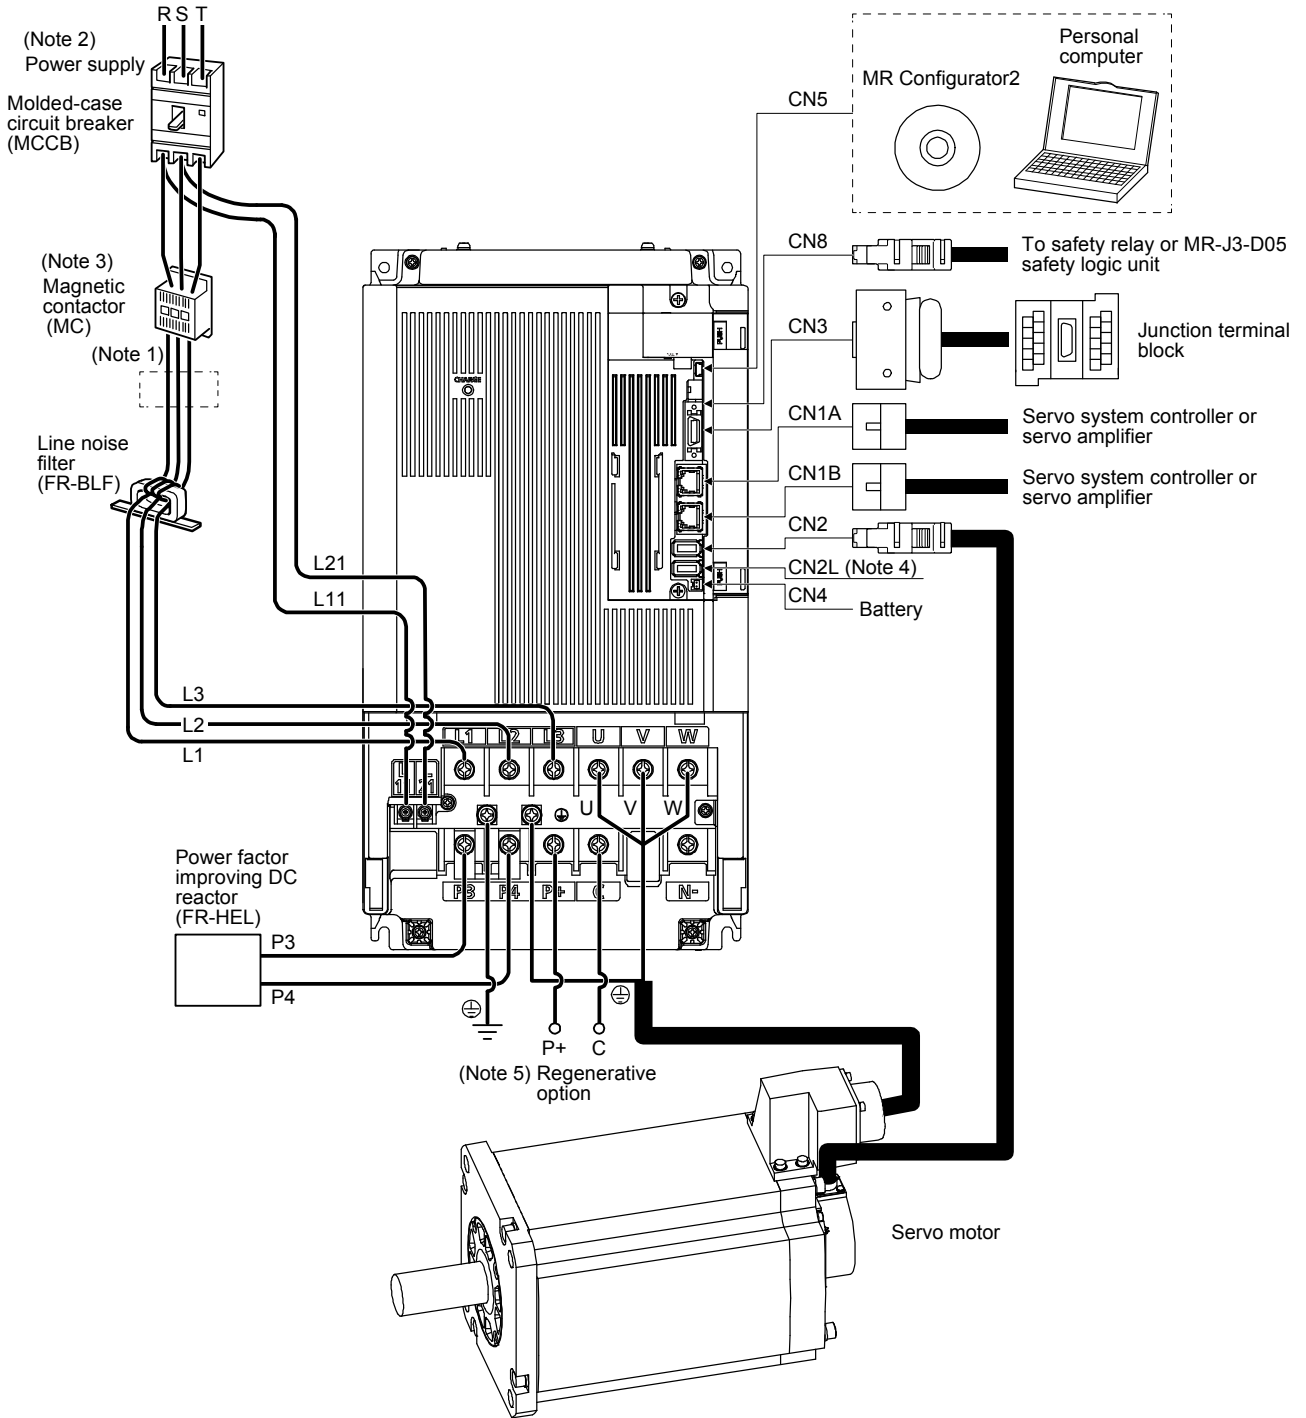 R S T
(Note 2)
Power supply
Molded-case
circuit breaker
(MCCB)
(Note 3)
Magnetic
contactor
(MC)
(Note 1)
Line noise
filter
(FR-BLF)
L21
L11
L3
L2
L1
Personal
computer
MR Configurator2
CN5
CN8
To safety relay or MR-J3-D05
safety logic unit
CN3
Junction terminal
block
CN1A
Servo system controller or
servo amplifier
CN1B
Servo system controller or
servo amplifier
CN2
CN2L (Note 4)
CN4
Battery
CHARGE
PUSH
PUSH
L1 L2 L3 U V W
U V W
P3 P4 P+ C N-
Power factor
improving DC
reactor
(FR-HEL)
P3
P4
P+ C
(Note 5) Regenerative
option
Servo motor